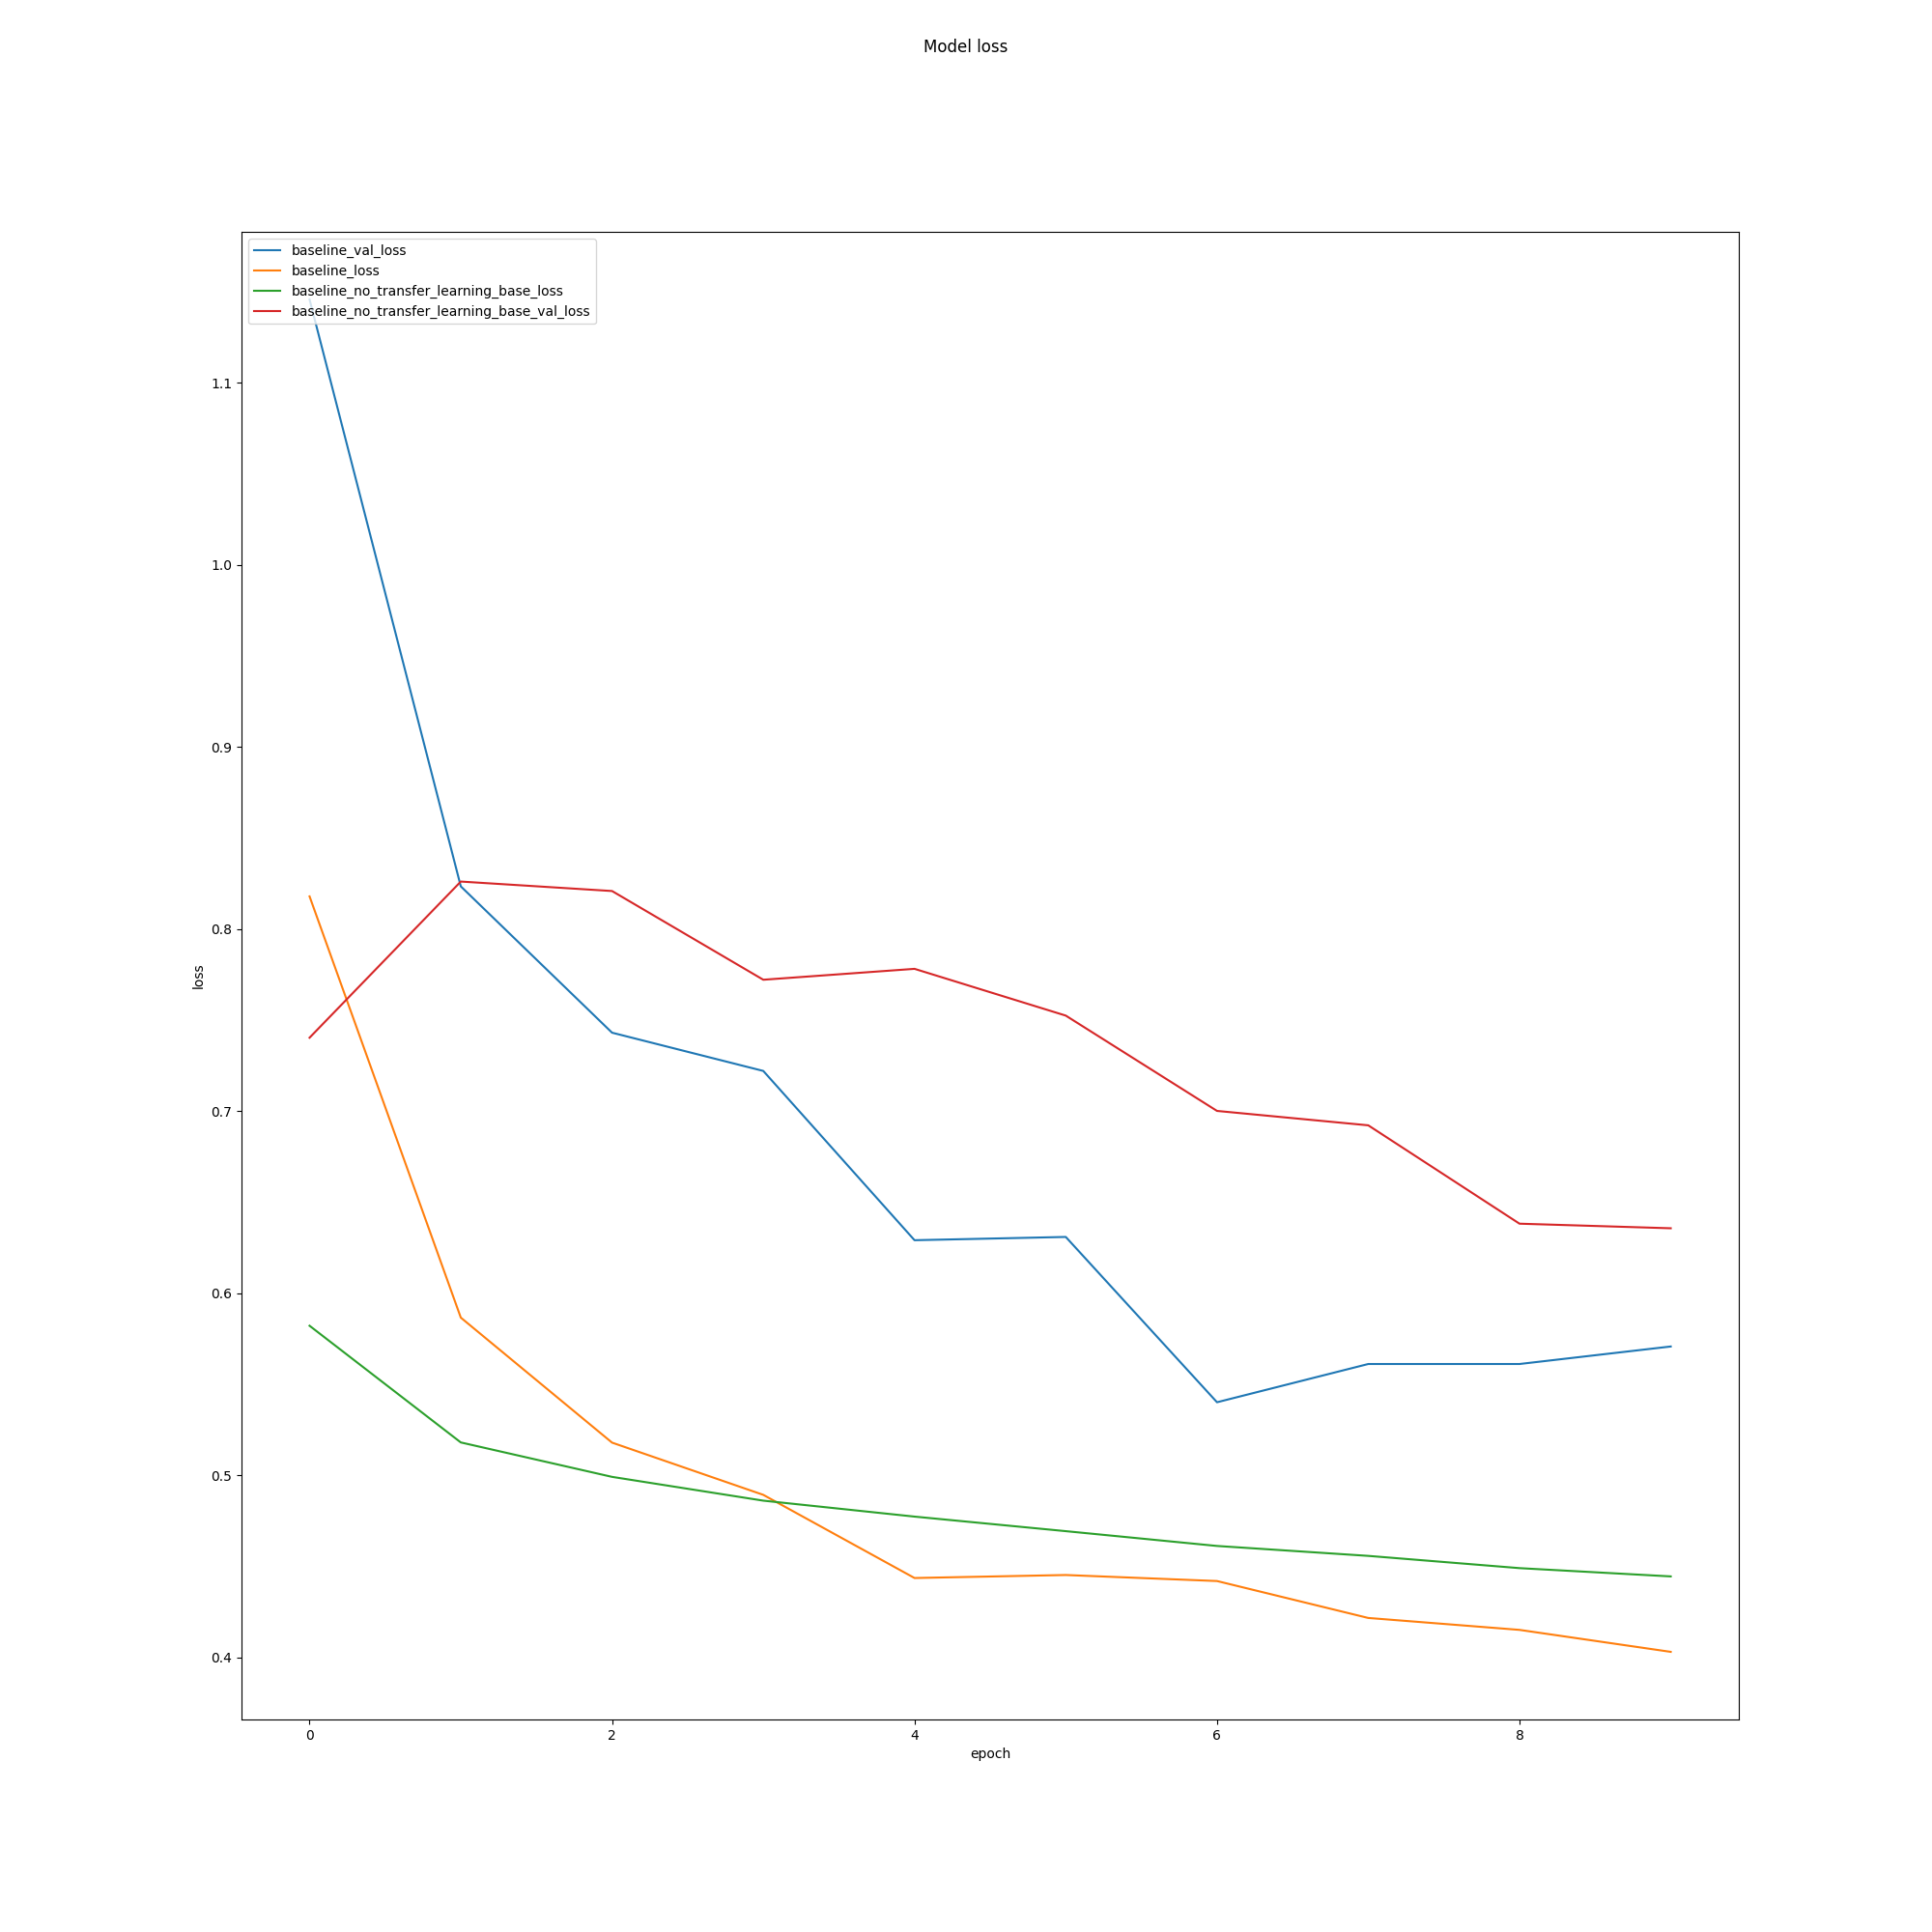 Model loss
baseline_val_loss
baseline_loss
baseline_no_transfer_learning_base_loss
baseline_no_transfer_learning_base_val_loss
1.1
1.0
0.9
0.8
0.7
0.6
0.5
0.4
loss
0 2 4 6 8
epoch